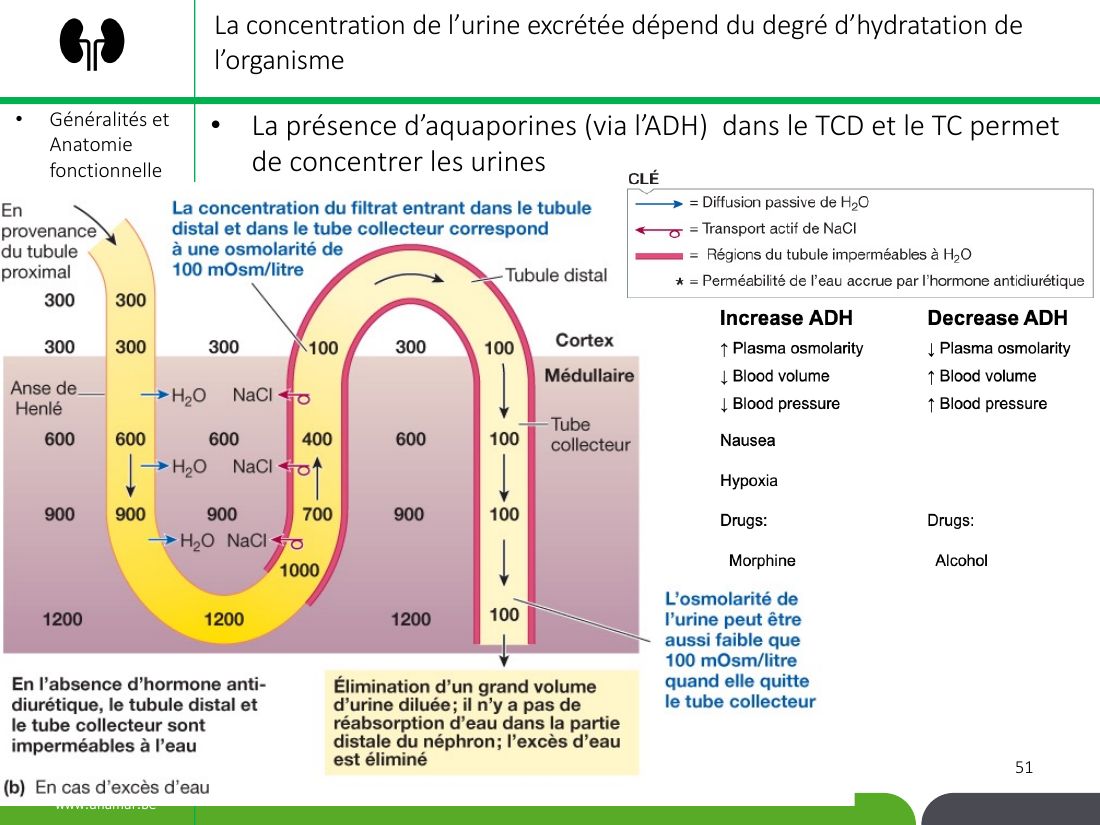 La concentration de l’urine excrétée dépend du degré d’hydratation de
l’organisme
• Généralités et
Anatomie
fonctionnelle
• La présence d’aquaporines (via l’ADH) dans le TCD et le TC permet
de concentrer les urines
CLÉ
= Diffusion passive de H₂O
= Transport actif de NaCl
= Régions du tubule imperméables à H₂O
* = Perméabilité de l’eau accrue par l’hormone antidiurétique
En
provenance
du tubule
proximal
La concentration du filtrat entrant dans le tubule
distal et dans le tube collecteur correspond
à une osmolarité de
100 mOsm/litre
Tubule distal
300 300
300 300 300 100 300 100
Cortex
Médullaire
Anse de
Henlé
H₂O NaCl
Tube
collecteur
600 600 600 400 600 100
H₂O NaCl
900 900 900 700 900 100
H₂O NaCl
1000
1200 1200 1200 100
Increase ADH
↑ Plasma osmolarity
↓ Blood volume
↓ Blood pressure
Nausea
Hypoxia
Drugs:
Morphine
Decrease ADH
↓ Plasma osmolarity
↑ Blood volume
↑ Blood pressure
Drugs:
Alcohol
L’osmolarité de
l’urine peut être
aussi faible que
100 mOsm/litre
quand elle quitte
le tube collecteur
En l’absence d’hormone anti-
diurétique, le tubule distal et
le tube collecteur sont
imperméables à l’eau
Élimination d’un grand volume
d’urine diluée; il n’y a pas de
réabsorption d’eau dans la partie
distale du néphron; l’excès d’eau
est éliminé
(b) En cas d’excès d’eau
51